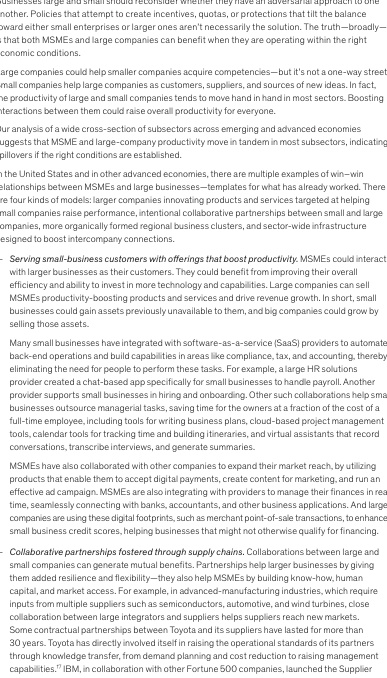 Businesses large and small should reconsider whether they have an adversarial approach to one
another. Policies that attempt to create incentives, quotas, or protections that tilt the balance
toward either small enterprises or larger ones aren't necessarily the solution. The truth—broadly—
is that both MSMEs and large companies can benefit when they are operating within the right
economic conditions.
Large companies could help smaller companies acquire competencies—but it's not a one-way street.
Small companies help large companies as customers, suppliers, and sources of new ideas. In fact,
the productivity of large and small companies tends to move hand in hand in most sectors. Boosting
interactions between them could raise overall productivity for everyone.
Our analysis of a wide cross-section of subsectors across emerging and advanced economies
suggests that MSME and large-company productivity move in tandem in most subsectors, indicating
spillovers if the right conditions are established.
In the United States and in other advanced economies, there are multiple examples of win–win
relationships between MSMEs and large businesses—templates for what has already worked. There
are four kinds of models: larger companies innovating products and services targeted at helping
small companies raise performance, intentional collaborative partnerships between small and large
companies, more organically formed regional business clusters, and sector-wide infrastructure
designed to boost intercompany connections.
— Serving small-business customers with offerings that boost productivity. MSMEs could interact
with larger businesses as their customers. They could benefit from improving their overall
efficiency and ability to invest in more technology and capabilities. Large companies can sell
MSMEs productivity-boosting products and services and drive revenue growth. In short, small
businesses could gain assets previously unavailable to them, and big companies could grow by
selling those assets.
Many small businesses have integrated with software-as-a-service (SaaS) providers to automate
back-end operations and build capabilities in areas like compliance, tax, and accounting, thereby
eliminating the need for people to perform these tasks. For example, a large HR solutions
provider created a chat-based app specifically for small businesses to handle payroll. Another
provider supports small businesses in hiring and onboarding. Other such collaborations help small
businesses outsource managerial tasks, saving time for the owners at a fraction of the cost of a
full-time employee, including tools for writing business plans, cloud-based project management
tools, calendar tools for tracking time and building itineraries, and virtual assistants that record
conversations, transcribe interviews, and generate summaries.
MSMEs have also collaborated with other companies to expand their market reach, by utilizing
products that enable them to accept digital payments, create content for marketing, and run an
effective ad campaign. MSMEs are also integrating with providers to manage their finances in real
time, seamlessly connecting with banks, accountants, and other business applications. And large
companies are using these digital footprints, such as merchant point-of-sale transactions, to enhance
small business credit scores, helping businesses that might not otherwise qualify for financing.
— Collaborative partnerships fostered through supply chains. Collaborations between large and
small companies can generate mutual benefits. Partnerships help larger businesses by giving
them added resilience and flexibility—they also help MSMEs by building know-how, human
capital, and market access. For example, in advanced-manufacturing industries, which require
inputs from multiple suppliers such as semiconductors, automotive, and wind turbines, close
collaboration between large integrators and suppliers helps suppliers reach new markets.
Some contractual partnerships between Toyota and its suppliers have lasted for more than
30 years. Toyota has directly involved itself in raising the operational standards of its partners
through knowledge transfer, from demand planning and cost reduction to raising management
capabilities.17 IBM, in collaboration with other Fortune 500 companies, launched the Supplier